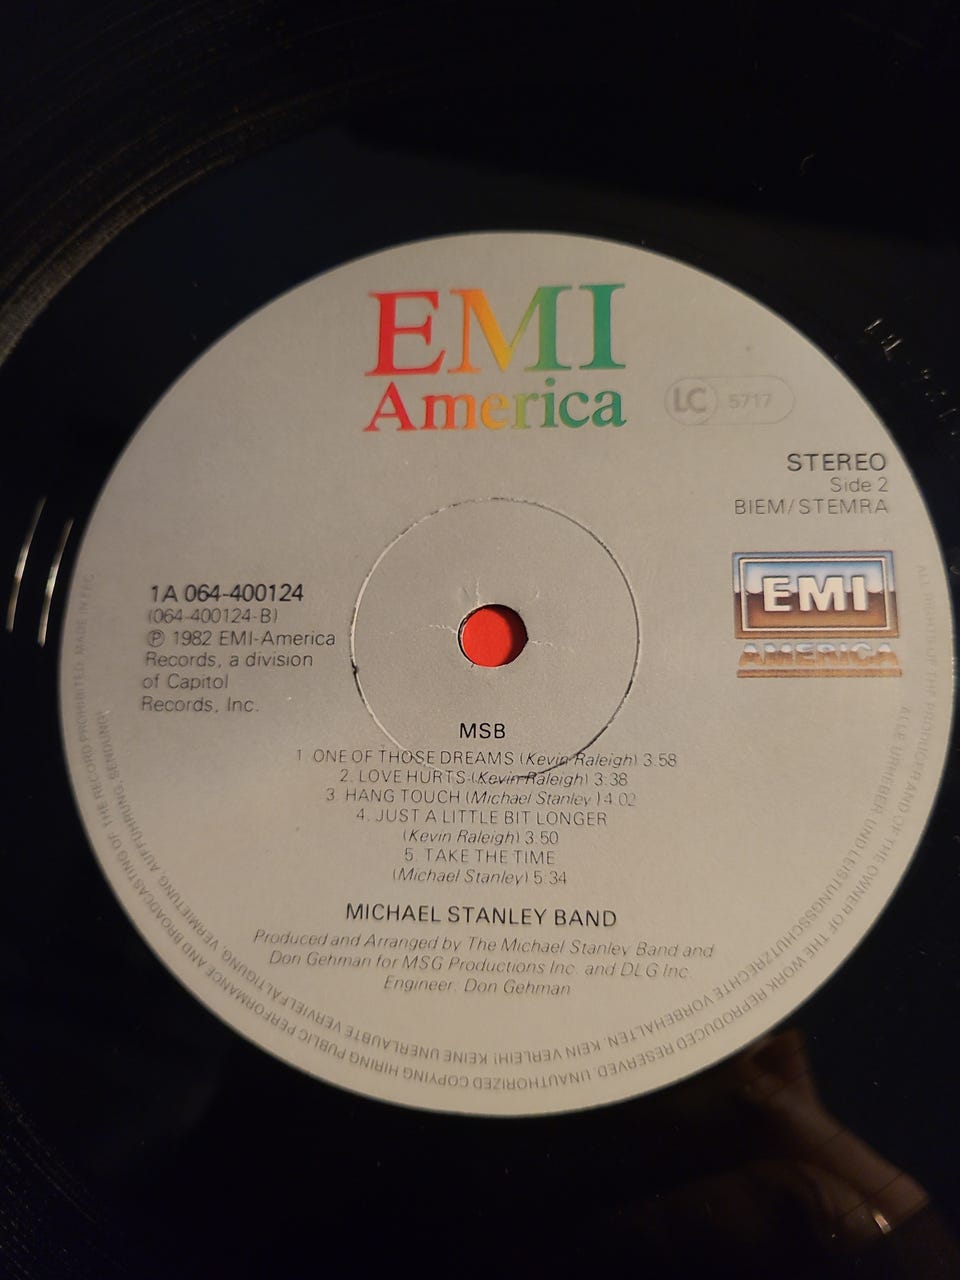 EMI
America
LC 5717
STEREO
Side 2
BIEM/STEMRA
EMI
AMERICA
1A 064-400124
(064-400124-B)
Ⓟ 1982 EMI-America
Records, a division
of Capitol
Records, Inc.
MSB
1. ONE OF THOSE DREAMS (Kevin Raleigh) 3:58
2. LOVE HURTS (Kevin Raleigh) 3:38
3. HANG TOUCH (Michael Stanley) 4:02
4. JUST A LITTLE BIT LONGER
(Kevin Raleigh) 3:50
5. TAKE THE TIME
(Michael Stanley) 5:34
MICHAEL STANLEY BAND
Produced and Arranged by The Michael Stanley Band and
Don Gehman for MSG Productions Inc. and DLG Inc.
Engineer: Don Gehman
ALL RIGHTS OF THE PRODUCER AND OF THE OWNER OF THE WORK REPRODUCED RESERVED. UNAUTHORIZED COPYING HIRING PUBLIC PERFORMANCE AND BROADCASTING OF THE RECORD PROHIBITED. MADE IN EEC
ALLE URHEBER- UND LEISTUNGSSCHUTZRECHTE VORBEHALTEN. KEIN VERLEIH! KEINE UNERLAUBTE VERVIELFÄLTIGUNG, VERMIETUNG, AUFFÜHRUNG, SENDUNG!